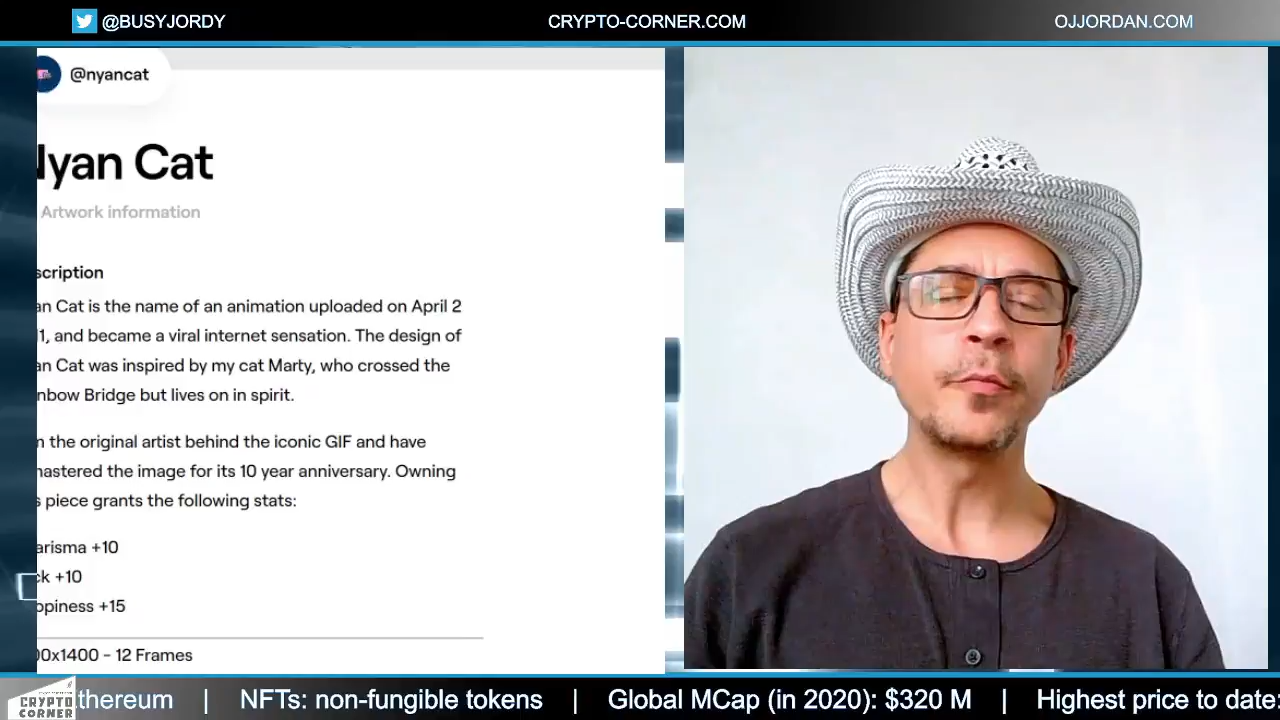 @BUSYJORDY
CRYPTO-CORNER.COM
OJJORDAN.COM
@nyancat
yan Cat
Artwork information
scription
an Cat is the name of an animation uploaded on April 2
1, and became a viral internet sensation. The design of
an Cat was inspired by my cat Marty, who crossed the
nbow Bridge but lives on in spirit.
n the original artist behind the iconic GIF and have
mastered the image for its 10 year anniversary. Owning
s piece grants the following stats:
arisma +10
ck +10
ppiness +15
00x1400 - 12 Frames
CRYPTO
CORNER
thereum | NFTs: non-fungible tokens | Global MCap (in 2020): $320 M | Highest price to date: